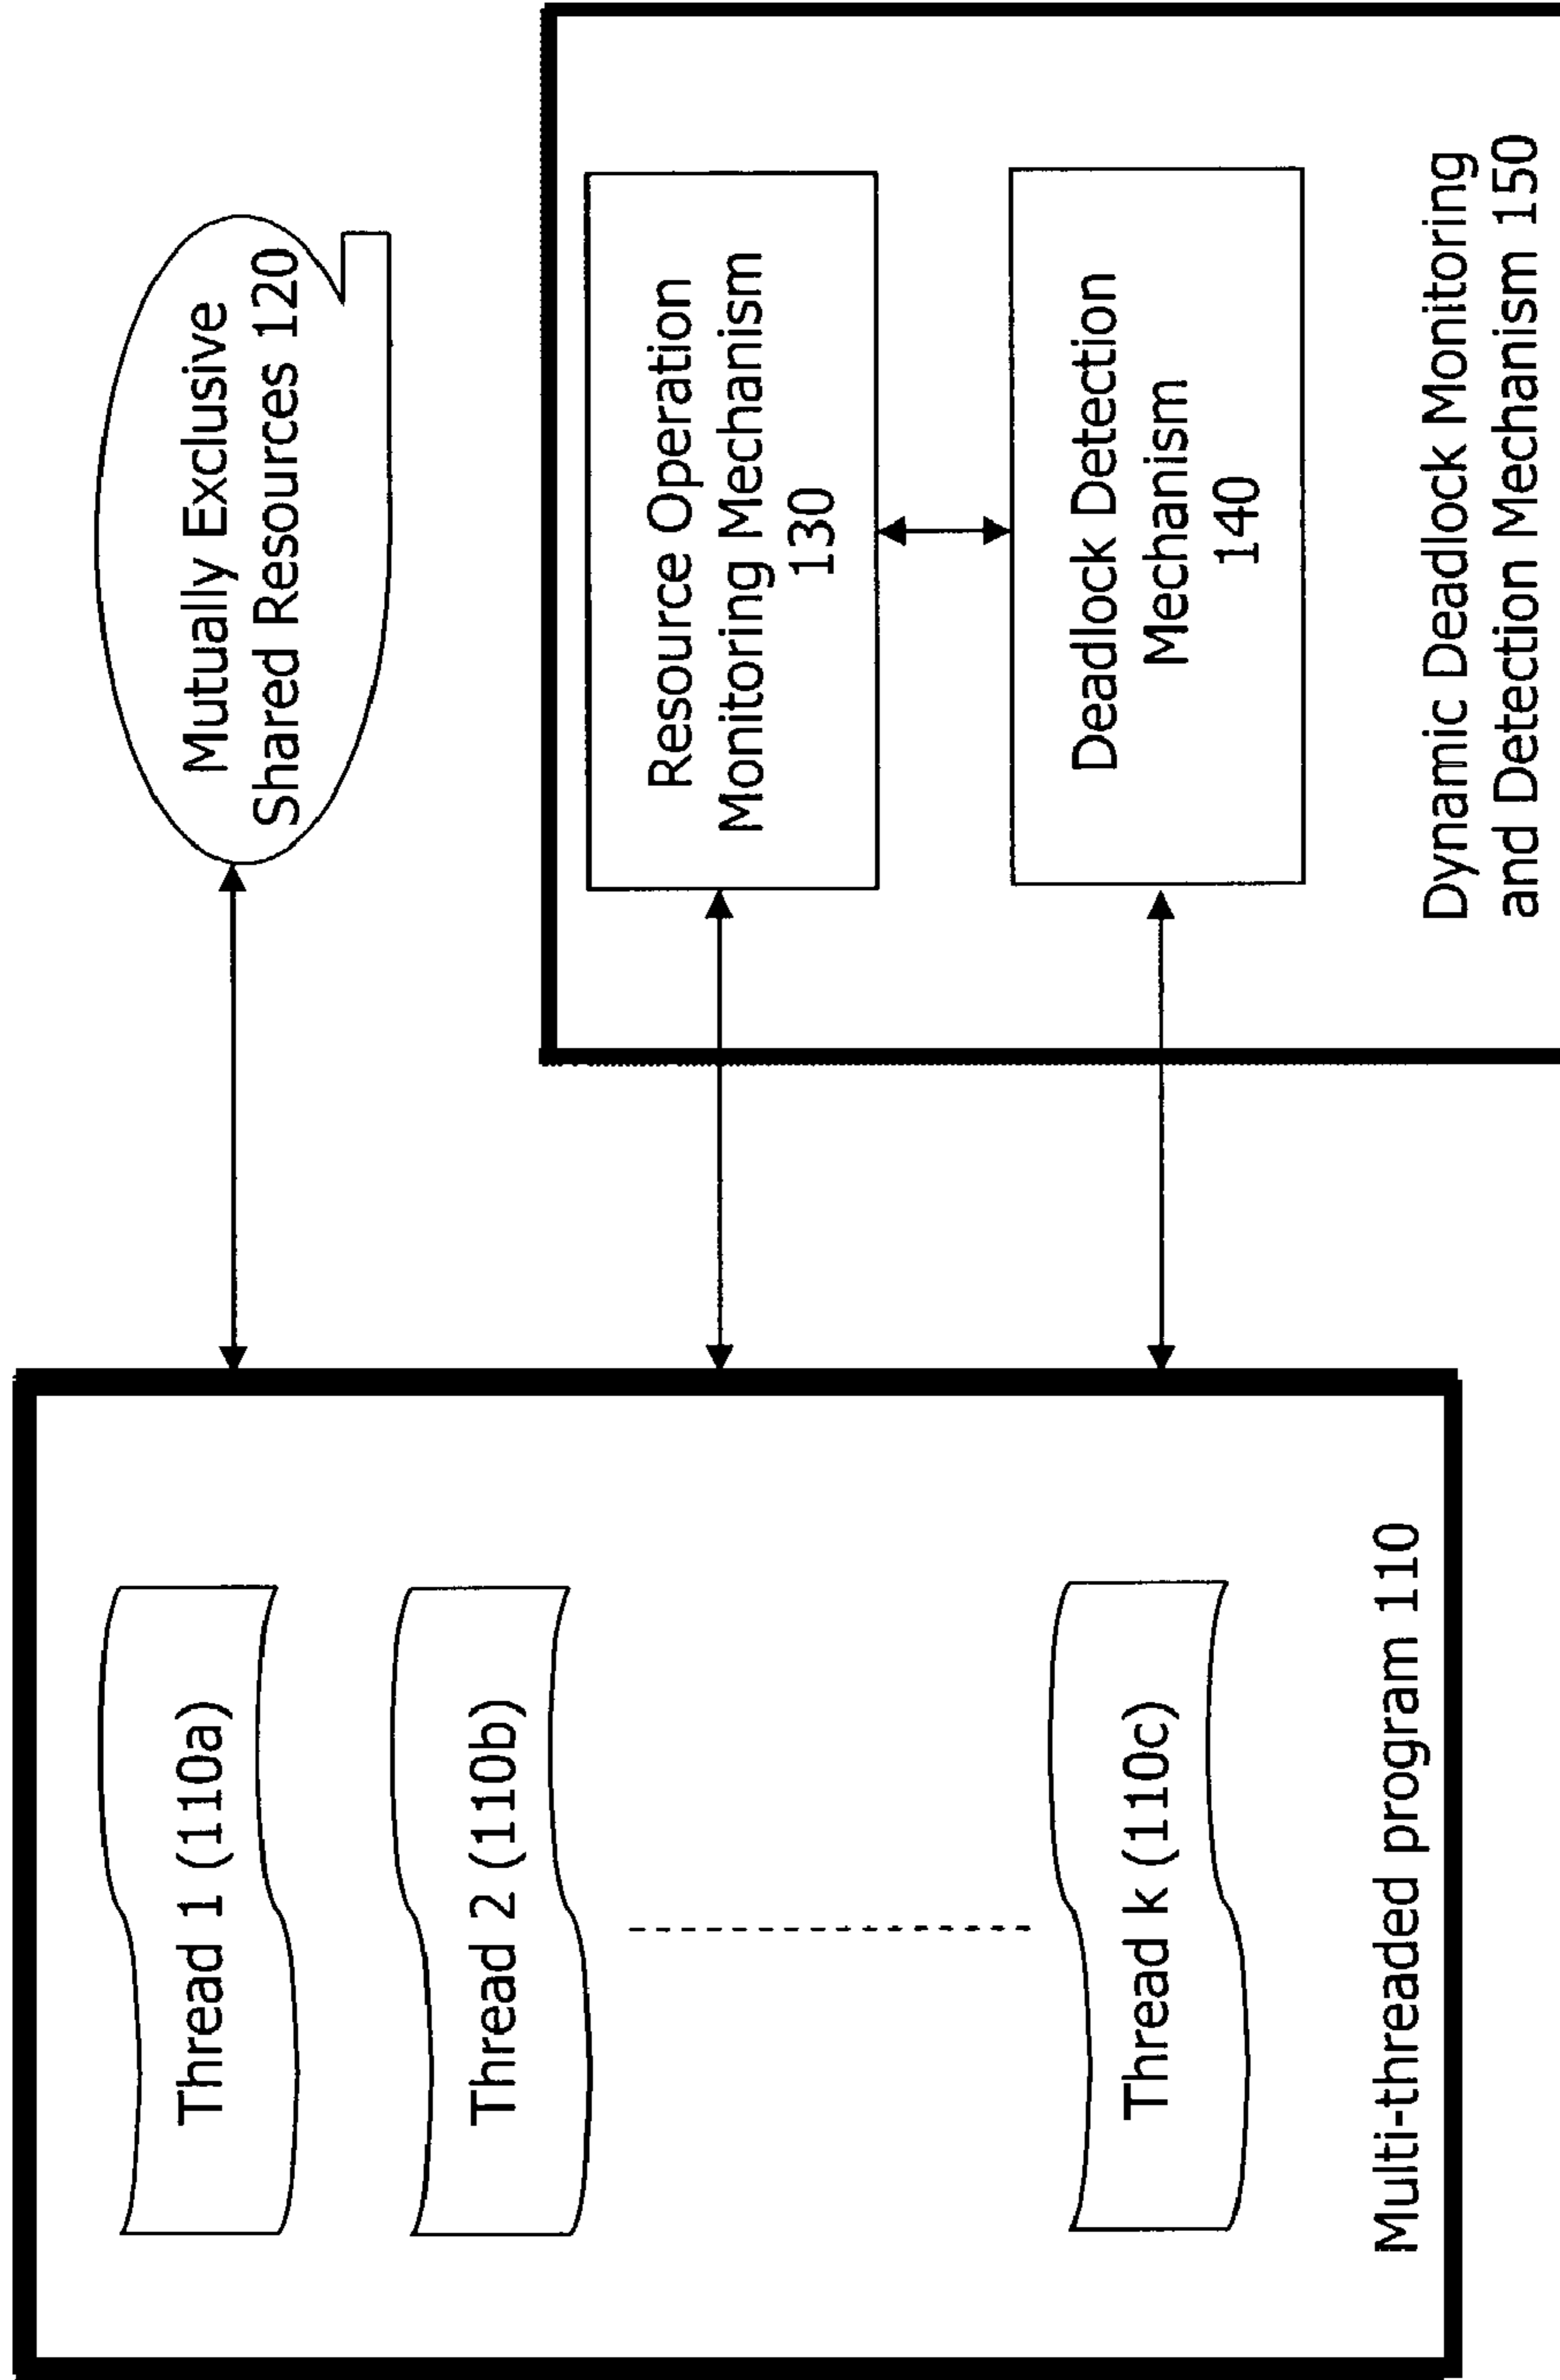 Thread 1 (110a)
Thread 2 (110b)
Thread k (110c)
Multi-threaded program 110
Mutually Exclusive
Shared Resources 120
Resource Operation
Monitoring Mechanism
130
Deadlock Detection
Mechanism
140
Dynamic Deadlock Monitoring
and Detection Mechanism 150